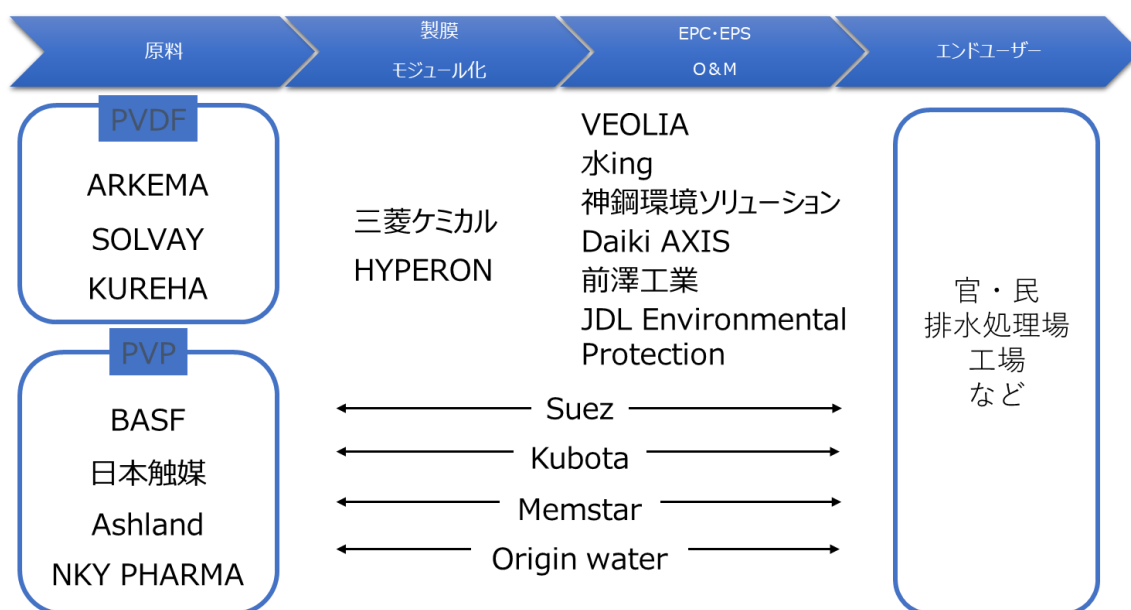 原料
製膜
モジュール化
EPC・EPS
O&M
エンドユーザー
PVDF
ARKEMA
SOLVAY
KUREHA
PVP
BASF
日本触媒
Ashland
NKY PHARMA
三菱ケミカル
HYPERON
VEOLIA
水ing
神鋼環境ソリューション
Daiki AXIS
前澤工業
JDL Environmental
Protection
Suez
Kubota
Memstar
Origin water
官・民
排水処理場
工場
など